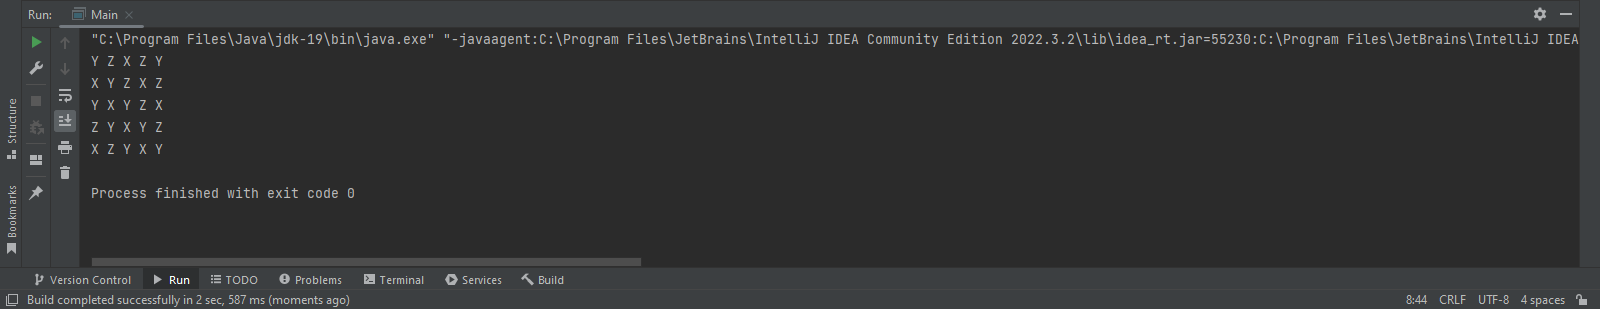 Run: Main
"C:\Program Files\Java\jdk-19\bin\java.exe" "-javaagent:C:\Program Files\JetBrains\IntelliJ IDEA Community Edition 2022.3.2\lib\idea_rt.jar=55230:C:\Program Files\JetBrains\IntelliJ IDEA
Y Z X Z Y
X Y Z X Z
Y X Y Z X
Z Y X Y Z
X Z Y X Y
Process finished with exit code 0
Structure
Bookmarks
Version Control Run TODO Problems Terminal Services Build
Build completed successfully in 2 sec, 587 ms (moments ago) 8:44 CRLF UTF-8 4 spaces